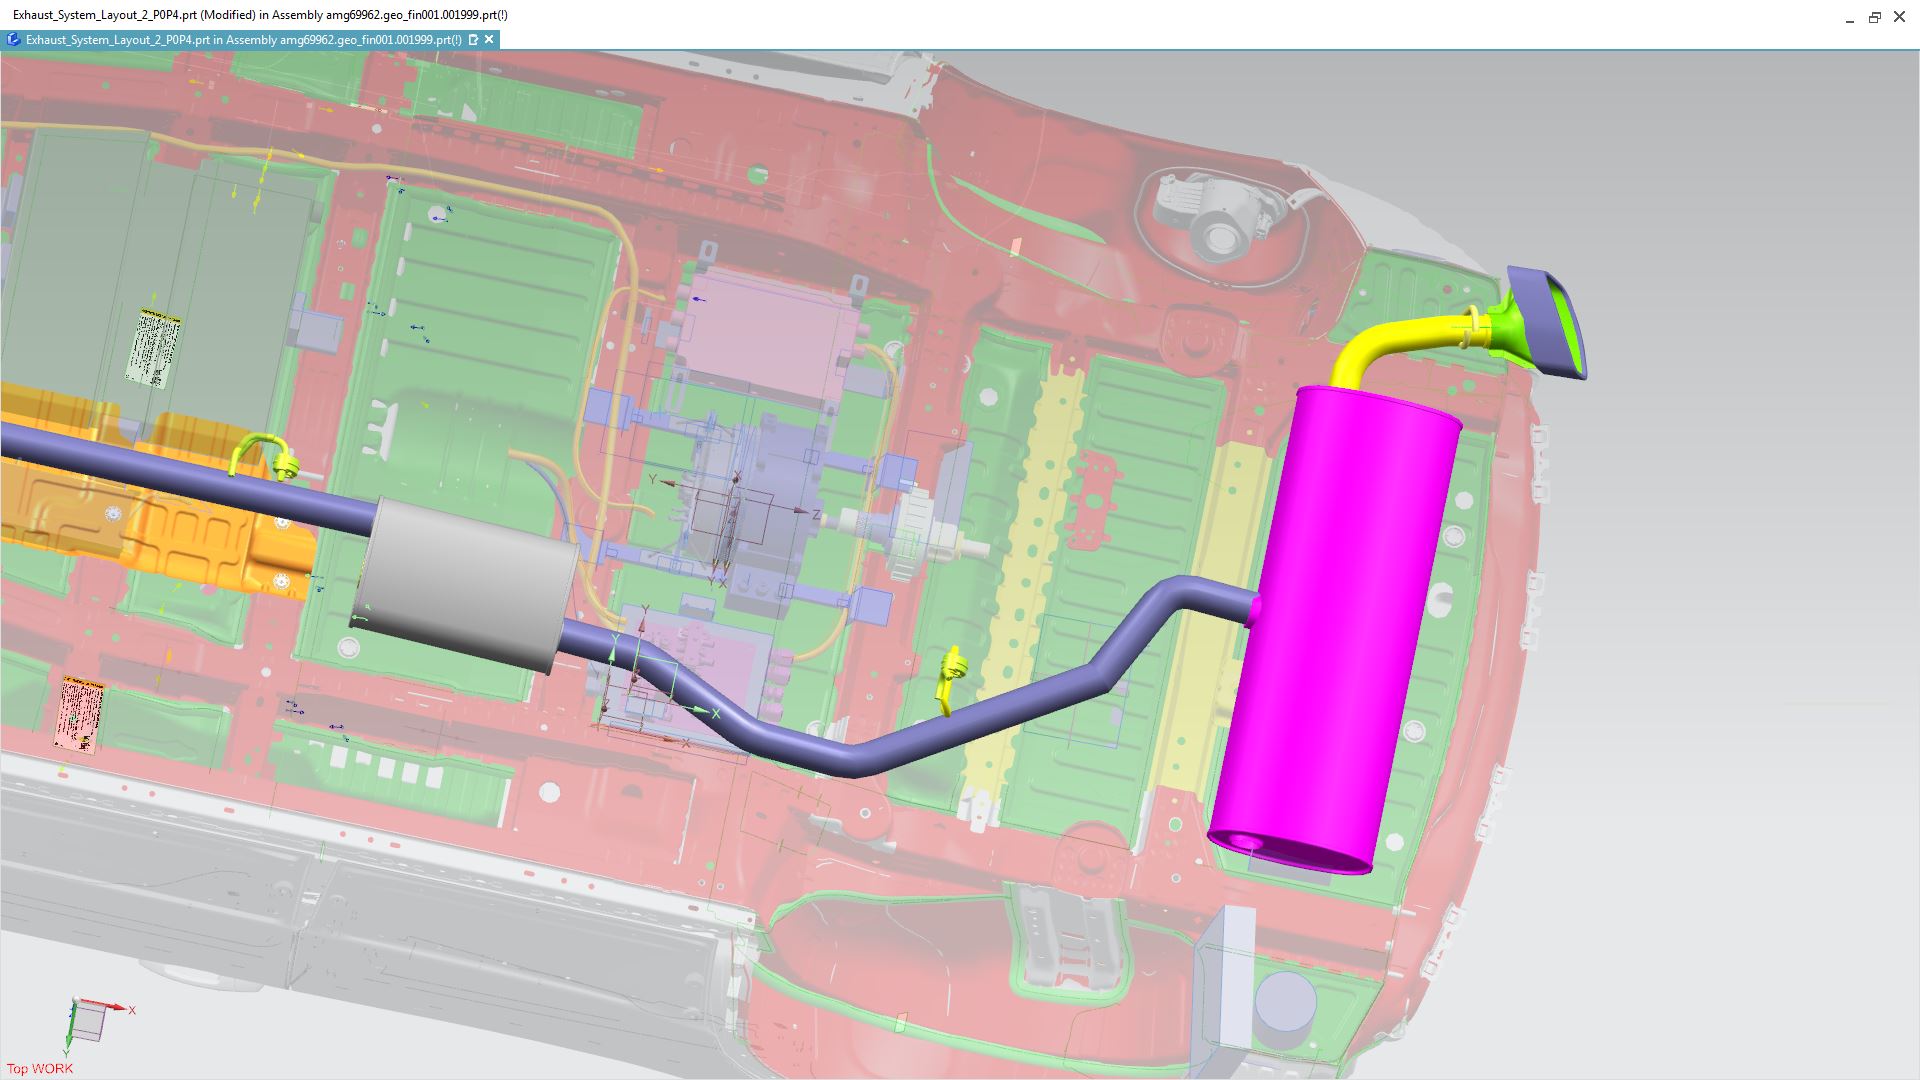 Exhaust_System_Layout_2_P0P4.prt (Modified) in Assembly amg69962.geo_fin001.001999.prt(!)
Exhaust_System_Layout_2_P0P4.prt in Assembly amg69962.geo_fin001.001999.prt(!)
X
Y
Z
Y X
Y
Y
X
Z
X
X
Y
Top WORK